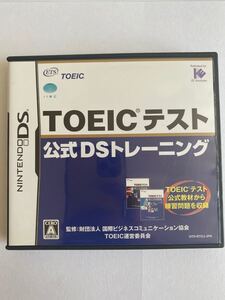 ETS TOEIC
TOEIC®テスト
公式DSトレーニング
NINTENDO DS
TOEIC®テスト
公式教材から
練習問題を収録
監修:財団法人 国際ビジネスコミュニケーション協会
TOEIC運営委員会
CERO
A